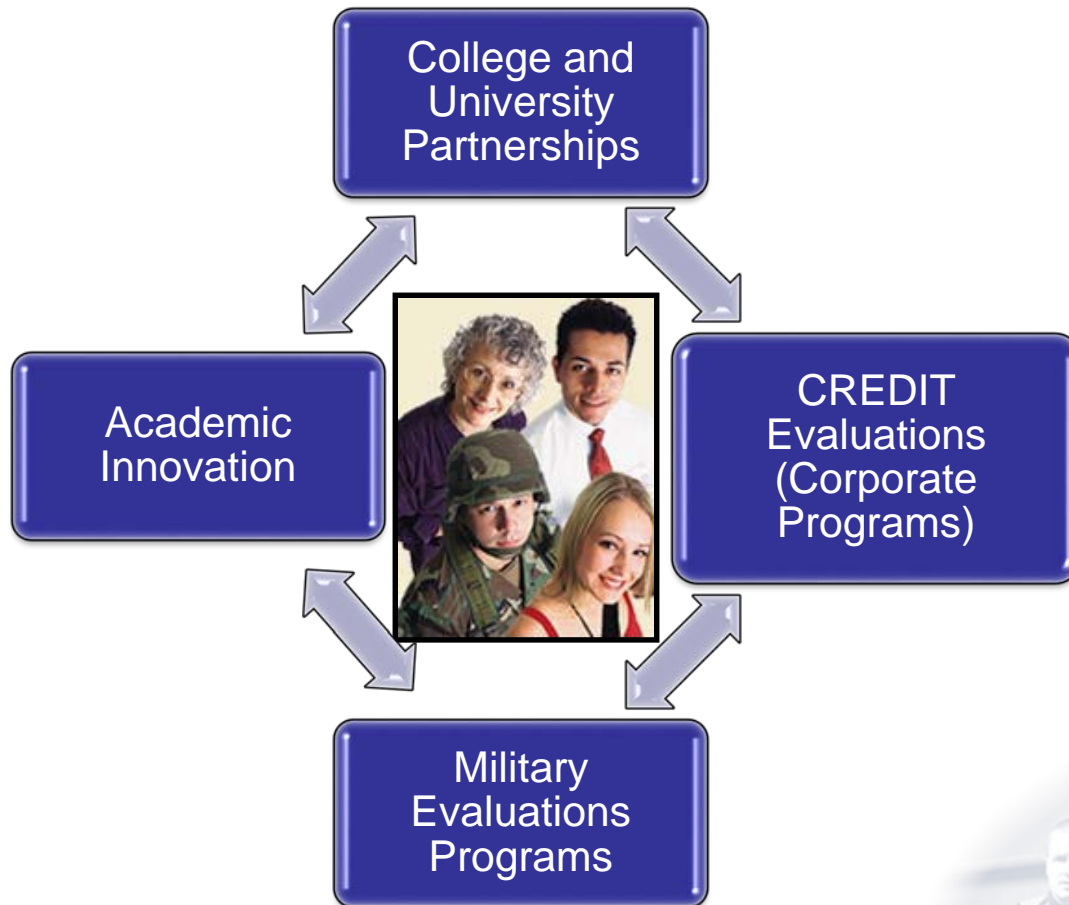 College and
University
Partnerships
Academic
Innovation
CREDIT
Evaluations
(Corporate
Programs)
Military
Evaluations
Programs